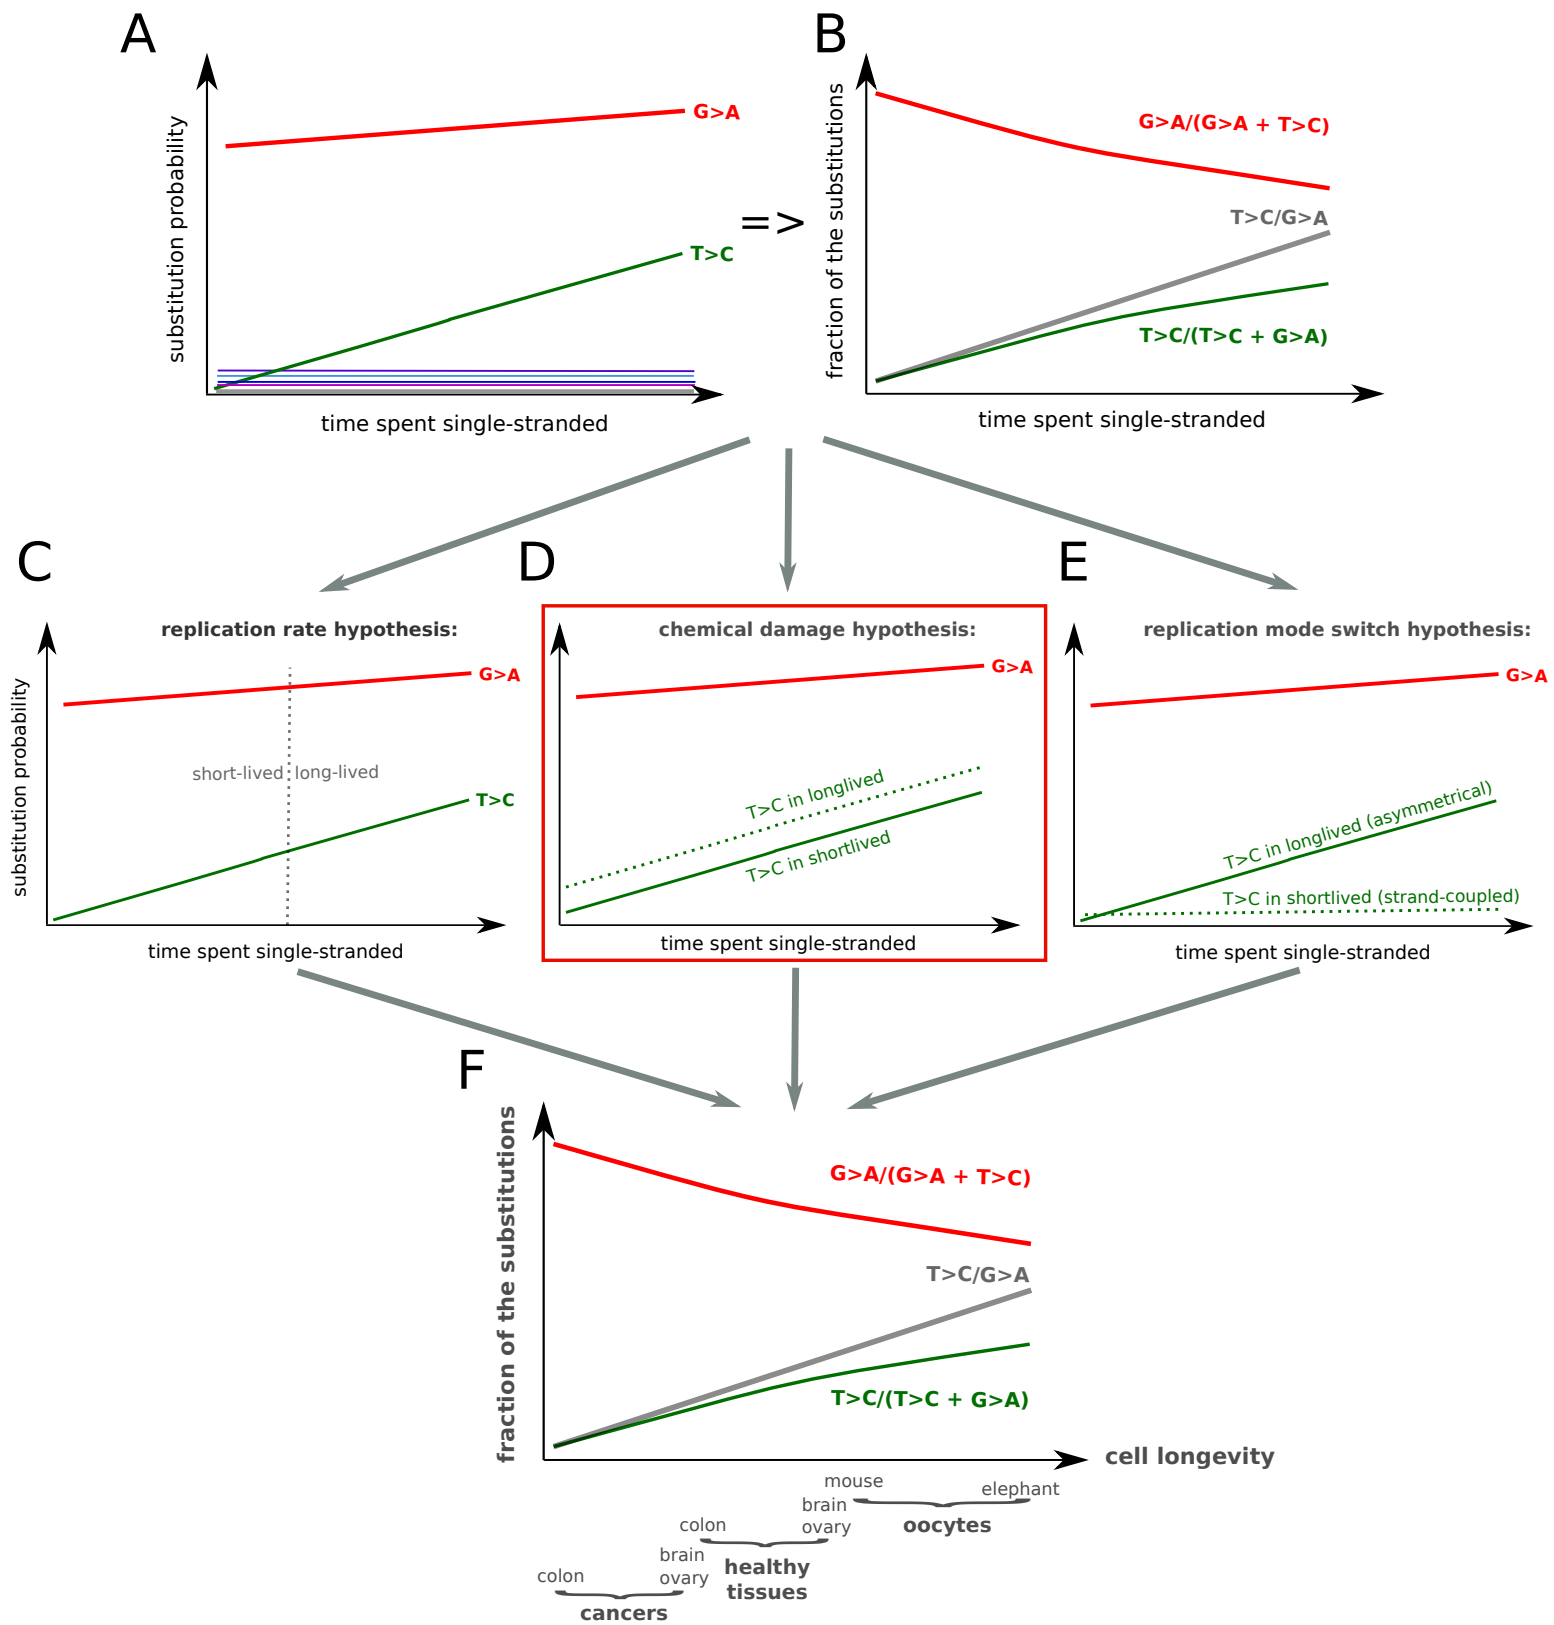 A
substitution probability
G>A
T>C
time spent single-stranded
=>
B
fraction of the substitutions
G>A/(G>A + T>C)
T>C/G>A
T>C/(T>C + G>A)
time spent single-stranded
C
replication rate hypothesis:
substitution probability
G>A
short-lived
long-lived
T>C
time spent single-stranded
D
chemical damage hypothesis:
G>A
T>C in longlived
T>C in shortlived
time spent single-stranded
E
replication mode switch hypothesis:
G>A
T>C in longlived (asymmetrical)
T>C in shortlived (strand-coupled)
time spent single-stranded
F
fraction of the substitutions
G>A/(G>A + T>C)
T>C/G>A
T>C/(T>C + G>A)
cell longevity
mouse
elephant
oocytes
brain
ovary
colon
healthy
tissues
brain
ovary
colon
cancers